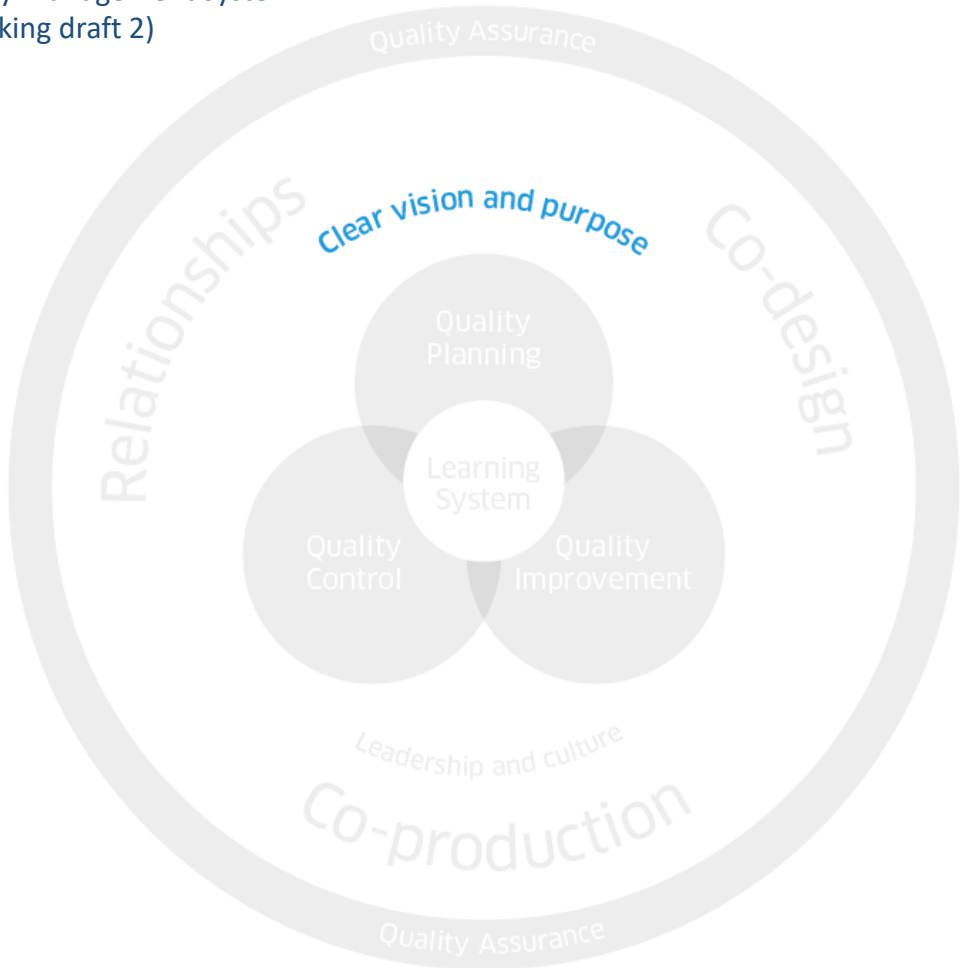 king draft 2)
Quality Assurance
Relationships
Clear vision and purpose
Co-design
Quality
Planning
Learning
System
Quality
Control
Quality
Improvement
Leadership and culture
Co-production
Quality Assurance